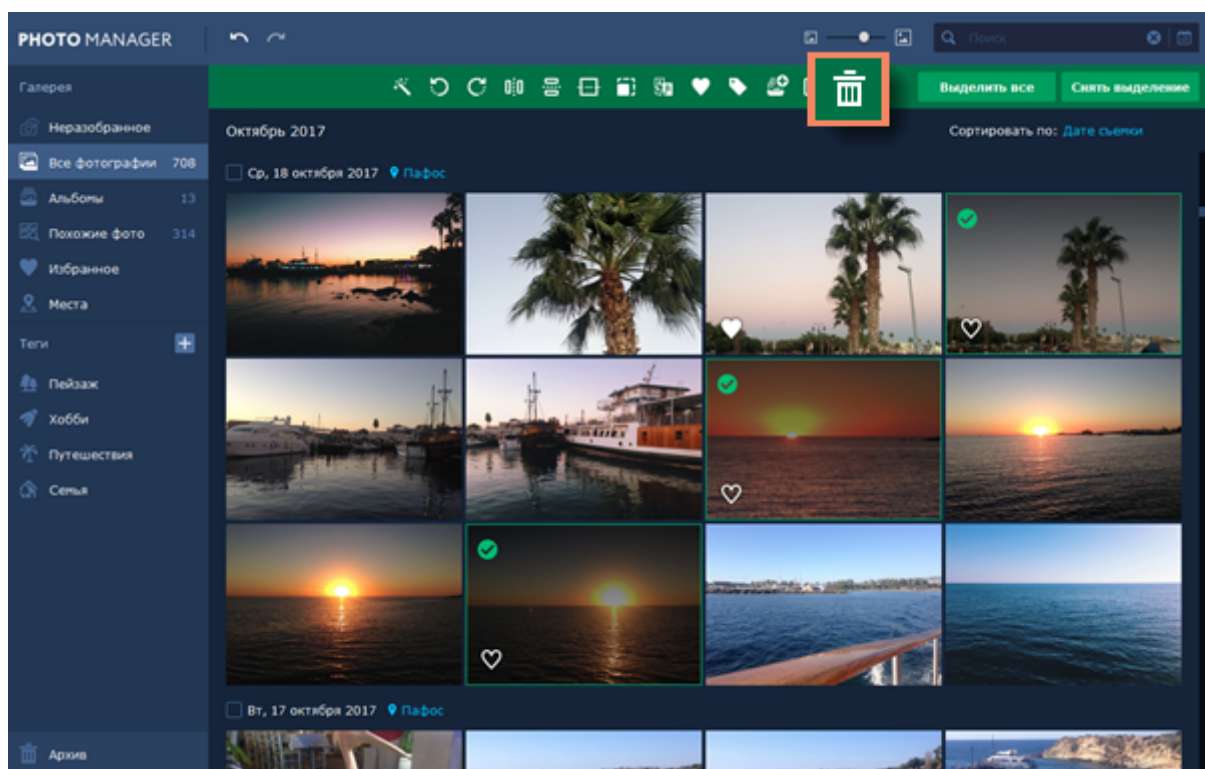 PHOTO MANAGER
Поиск
Галерея
Выделить все
Снять выделение
Неразобранное
Октябрь 2017
Сортировать по: Дате съемки
Все фотографии 708
Ср, 18 октября 2017 Пафос
Альбомы 13
Похожие фото 314
Избранное
Места
Теги
Пейзаж
Хобби
Путешествия
Семья
Вт, 17 октября 2017 Пафос
Архив